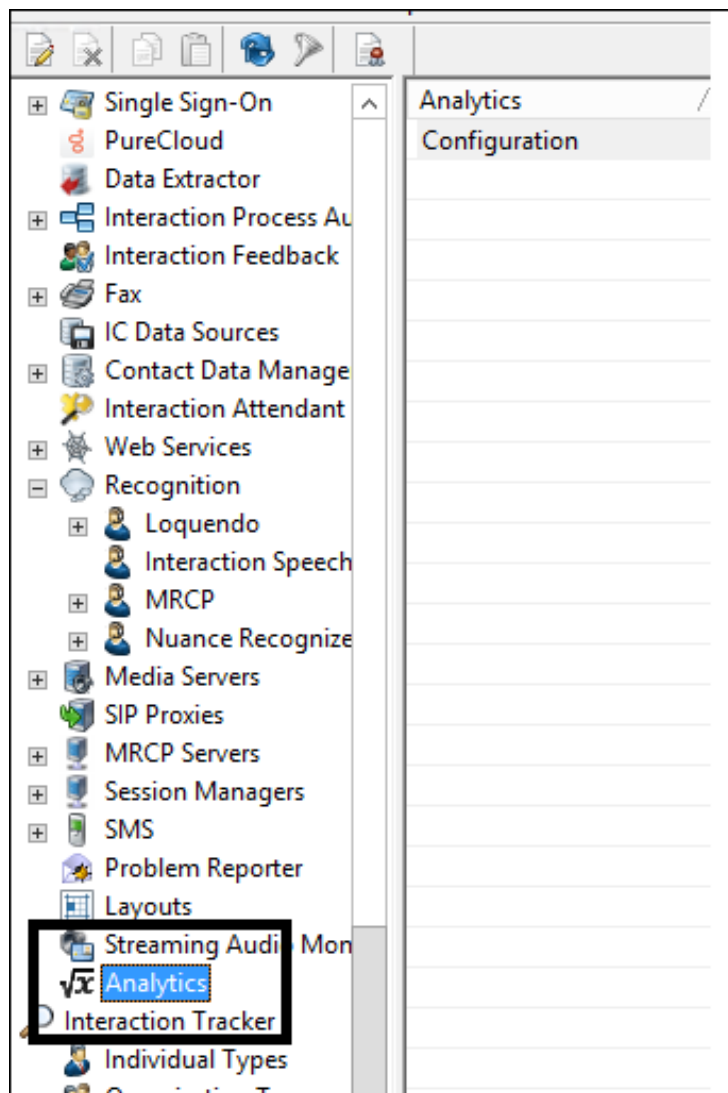 Single Sign-On
PureCloud
Data Extractor
Interaction Process Au
Interaction Feedback
Fax
IC Data Sources
Contact Data Manage
Interaction Attendant
Web Services
Recognition
Loquendo
Interaction Speech
MRCP
Nuance Recognize
Media Servers
SIP Proxies
MRCP Servers
Session Managers
SMS
Problem Reporter
Layouts
Streaming Audio Mon
√x Analytics
Interaction Tracker
Individual Types
Analytics
Configuration